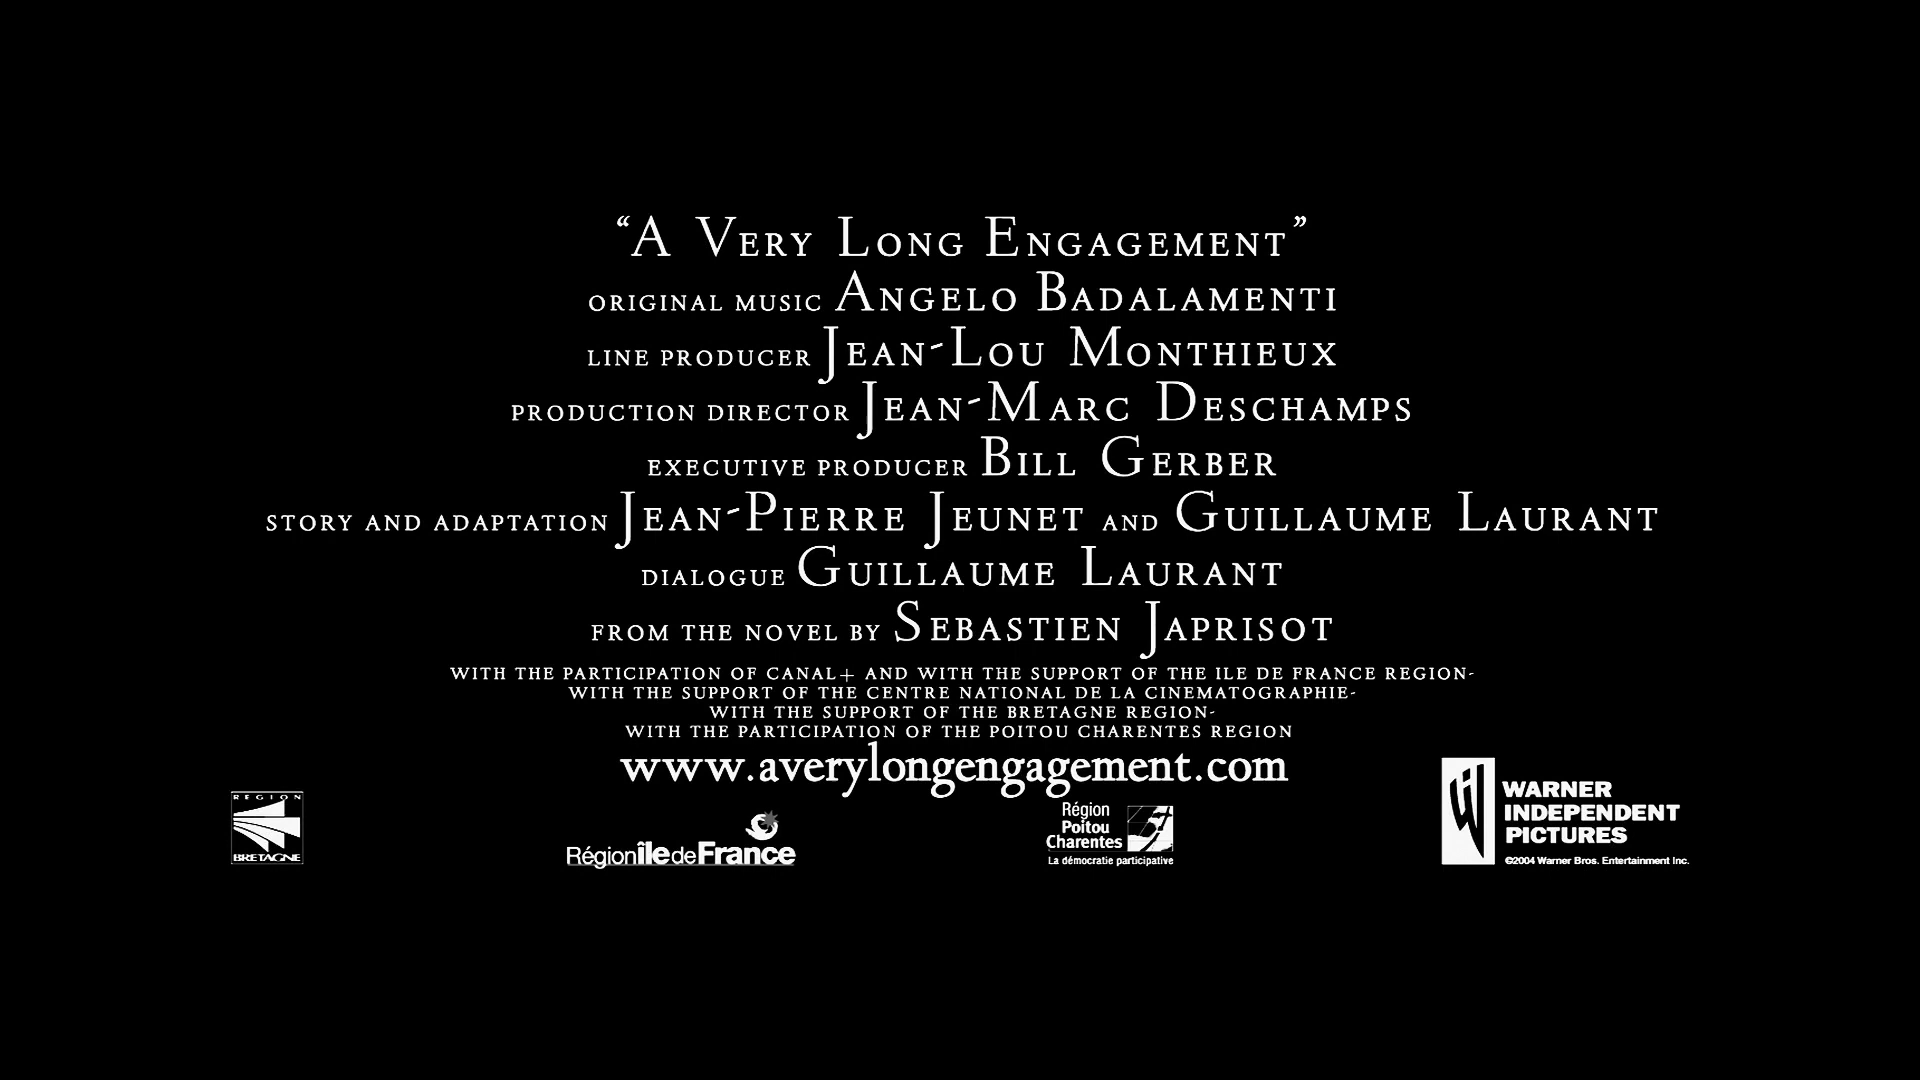 “A VERY LONG ENGAGEMENT”
ORIGINAL MUSIC ANGELO BADALAMENTI
LINE PRODUCER JEAN-LOU MONTHIEUX
PRODUCTION DIRECTOR JEAN-MARC DESCHAMPS
EXECUTIVE PRODUCER BILL GERBER
STORY AND ADAPTATION JEAN-PIERRE JEUNET AND GUILLAUME LAURANT
DIALOGUE GUILLAUME LAURANT
FROM THE NOVEL BY SEBASTIEN JAPRISOT
WITH THE PARTICIPATION OF CANAL+ AND WITH THE SUPPORT OF THE ILE DE FRANCE REGION-
WITH THE SUPPORT OF THE CENTRE NATIONAL DE LA CINEMATOGRAPHIE-
WITH THE SUPPORT OF THE BRETAGNE REGION-
WITH THE PARTICIPATION OF THE POITOU CHARENTES REGION
www.averylongengagement.com
REGION
BRETAGNE
RégionîledeFrance
Région
Poitou
Charentes
La démocratie participative
WARNER
INDEPENDENT
PICTURES
©2004 Warner Bros. Entertainment Inc.